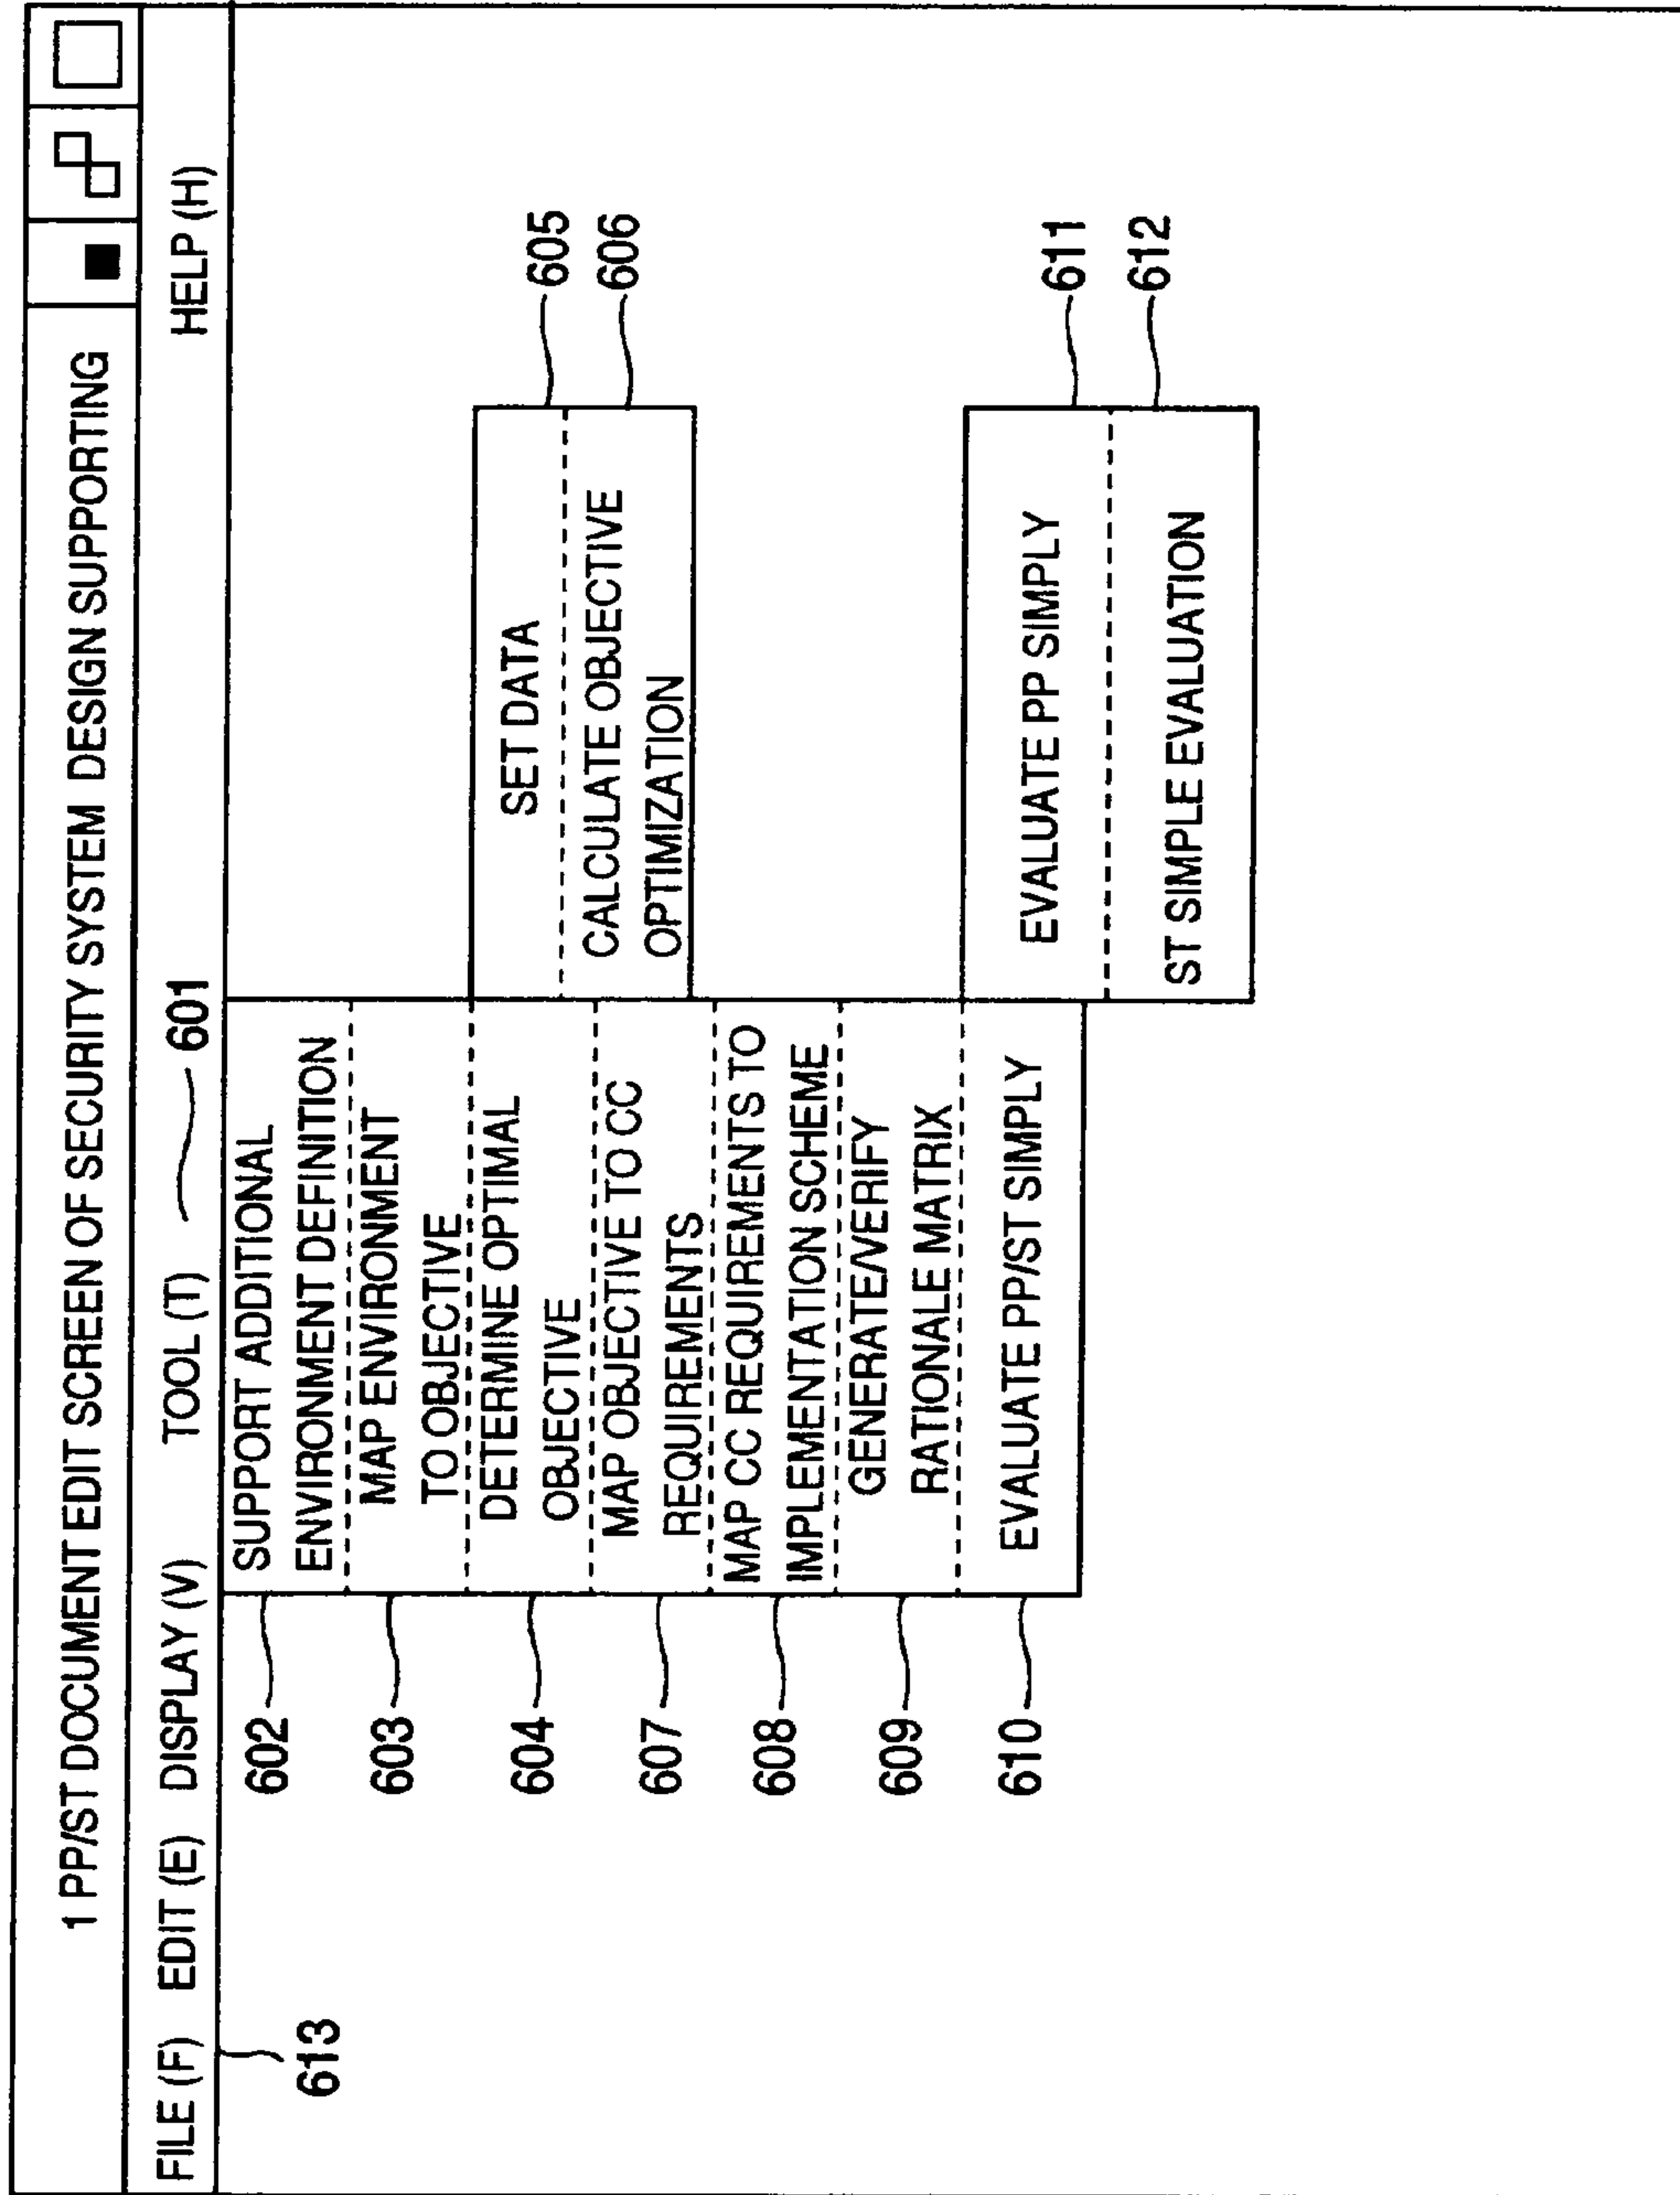 1 PP/ST DOCUMENT EDIT SCREEN OF SECURITY SYSTEM DESIGN SUPPORTING
FILE (F) EDIT (E) DISPLAY (V) TOOL (T) 601 HELP (H)
613
602
SUPPORT ADDITIONAL
ENVIRONMENT DEFINITION
603
MAP ENVIRONMENT
TO OBJECTIVE
604
DETERMINE OPTIMAL
OBJECTIVE
SET DATA
605
CALCULATE OBJECTIVE
OPTIMIZATION
606
607
MAP OBJECTIVE TO CC
REQUIREMENTS
608
MAP CC REQUIREMENTS TO
IMPLEMENTATION SCHEME
609
GENERATE/VERIFY
RATIONALE MATRIX
610
EVALUATE PP/ST SIMPLY
EVALUATE PP SIMPLY
611
ST SIMPLE EVALUATION
612